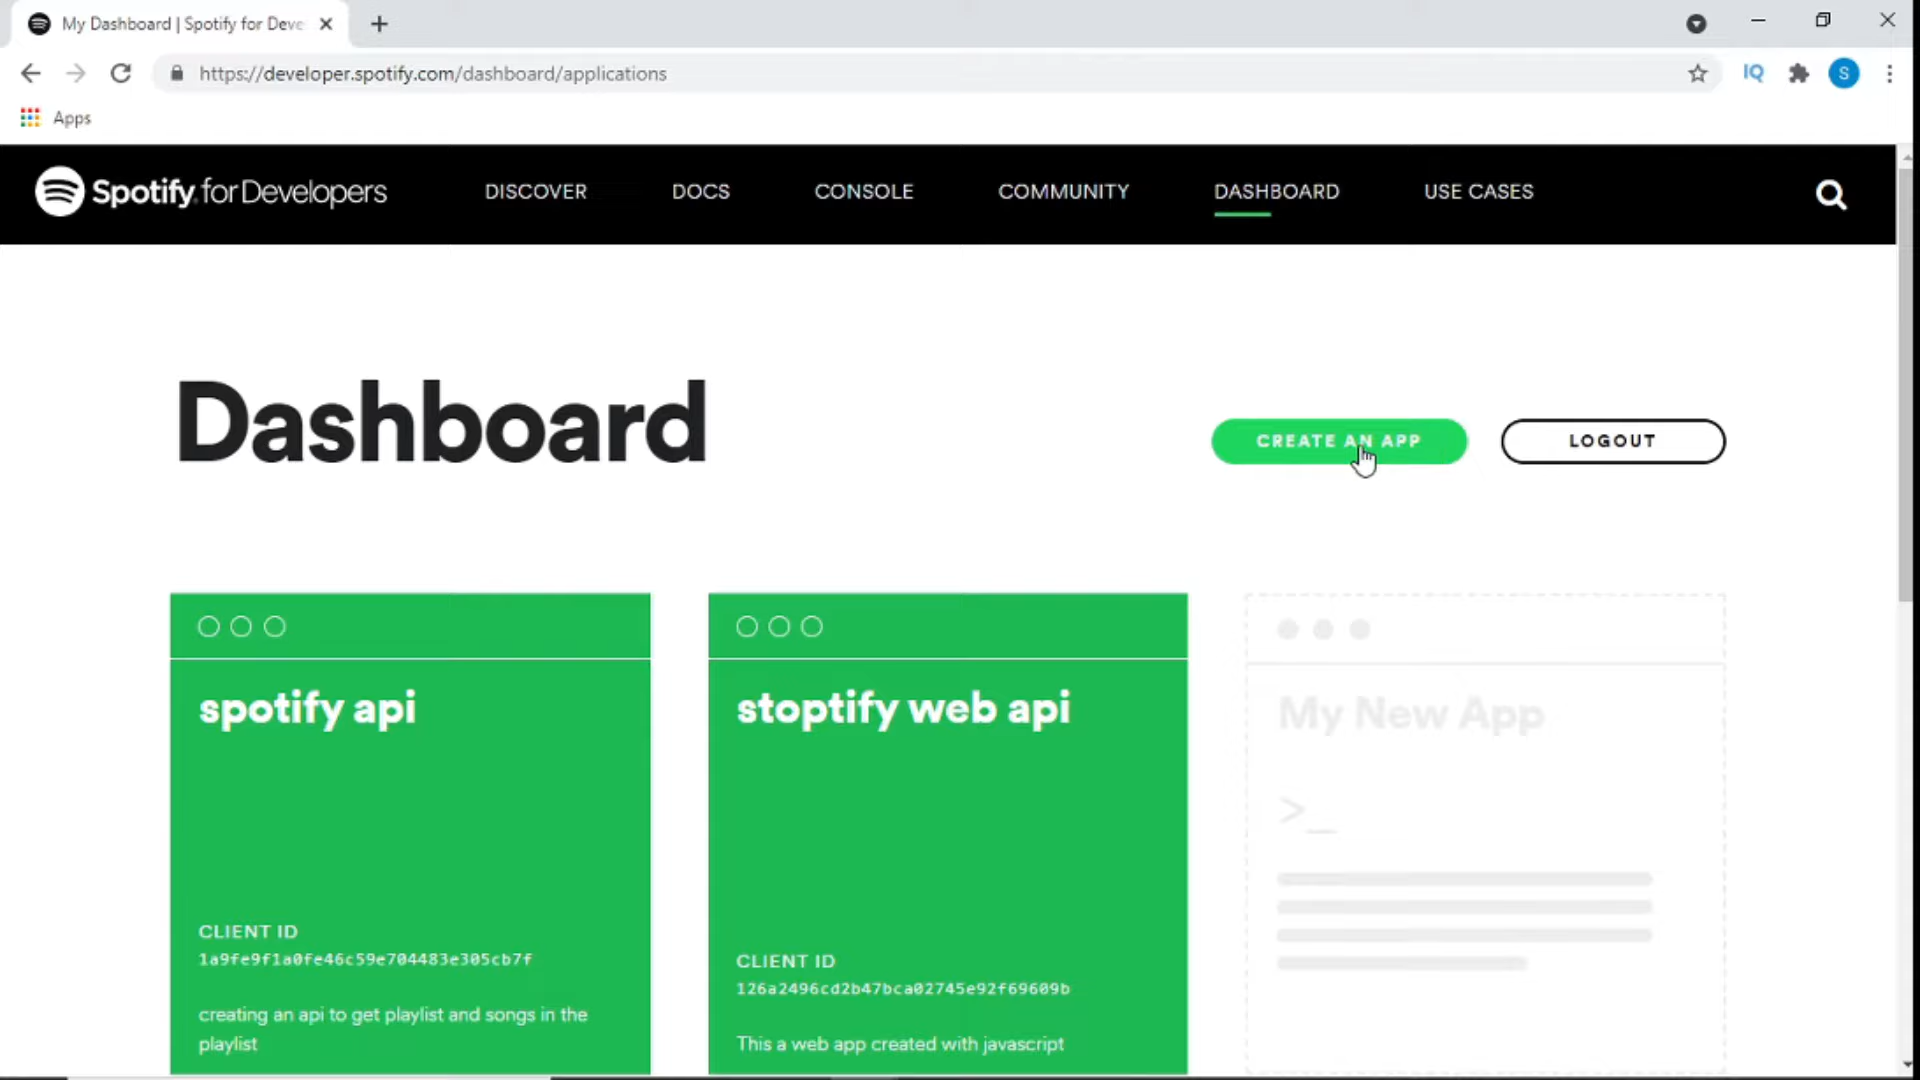 My Dashboard | Spotify for Deve
https://developer.spotify.com/dashboard/applications
IQ
S
Apps
Spotify for Developers
DISCOVER
DOCS
CONSOLE
COMMUNITY
DASHBOARD
USE CASES
Dashboard
CREATE AN APP
LOGOUT
spotify api
CLIENT ID
1a9fe9f1a0fe46c59e704483e305cb7f
creating an api to get playlist and songs in the
playlist
stoptify web api
CLIENT ID
126a2496cd2b47bca02745e92f69609b
This a web app created with javascript
My New App
>_